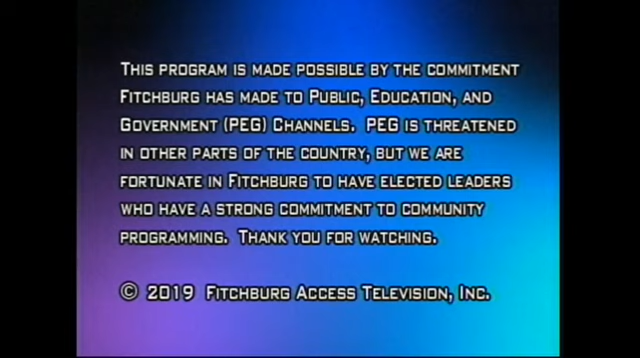 This program is made possible by the commitment
Fitchburg has made to Public, Education, and
Government (PEG) Channels.  PEG is threatened
in other parts of the country, but we are
fortunate in Fitchburg to have elected leaders
who have a strong commitment to community
programming.  Thank you for watching.
© 2019  Fitchburg Access Television, Inc.